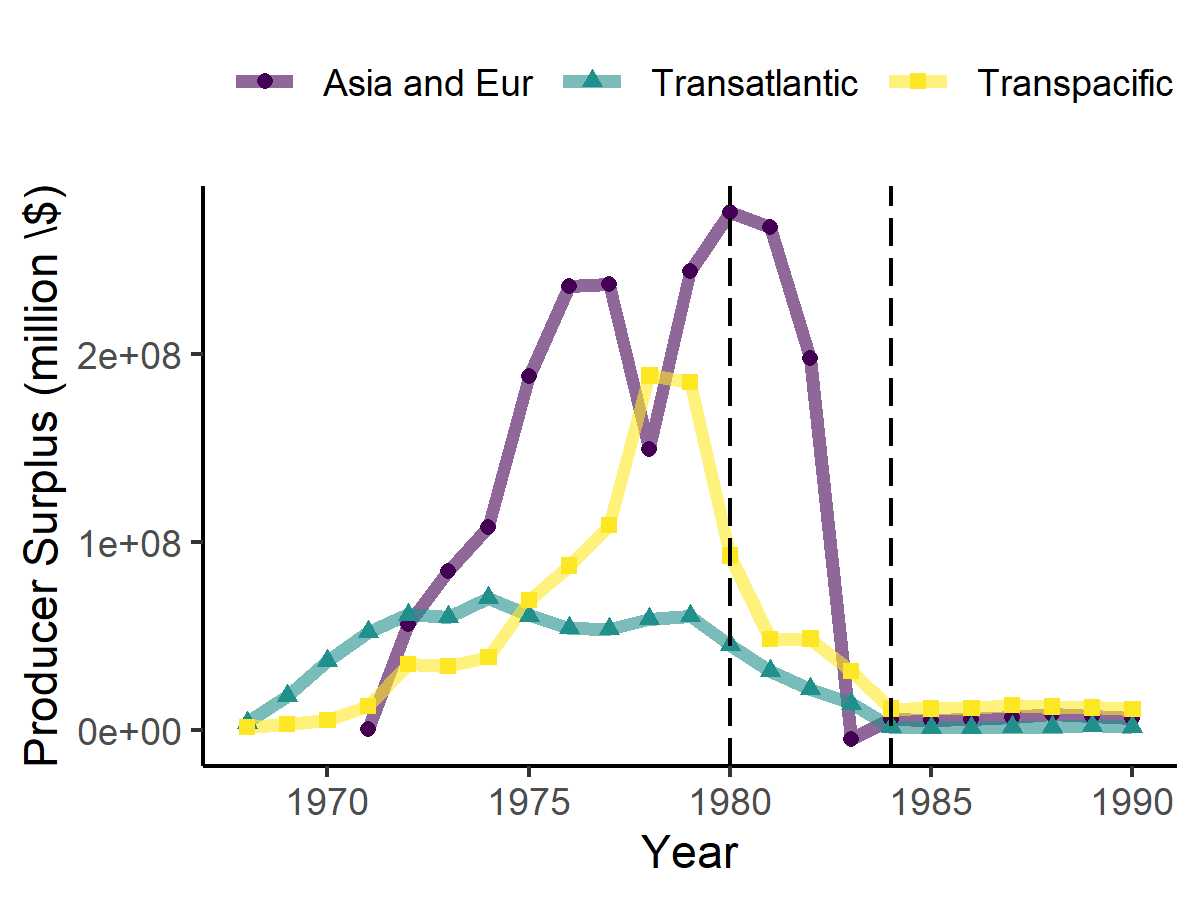 Asia and Eur Transatlantic Transpacific
Producer Surplus (million \$)
2e+08
1e+08
0e+00
1970 1975 1980 1985 1990
Year